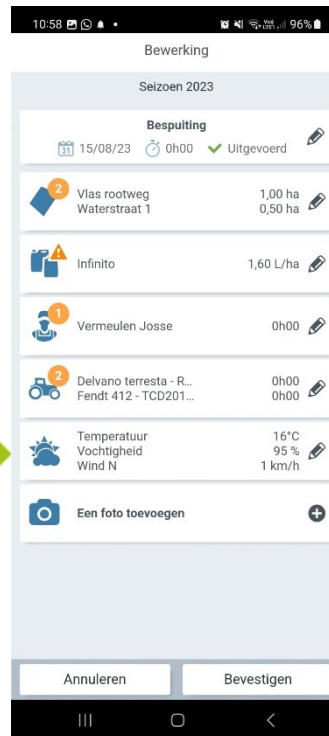 10:58 96%
Bewerking
Seizoen 2023
Bespuiting
31 15/08/23 0h00 Uitgevoerd
2
Vlas rootweg 1,00 ha
Waterstraat 1 0,50 ha
Infinito 1,60 L/ha
1
Vermeulen Josse 0h00
2
Delvano terresta - R... 0h00
Fendt 412 - TCD201... 0h00
Temperatuur 16°C
Vochtigheid 95 %
Wind N 1 km/h
Een foto toevoegen
Annuleren Bevestigen